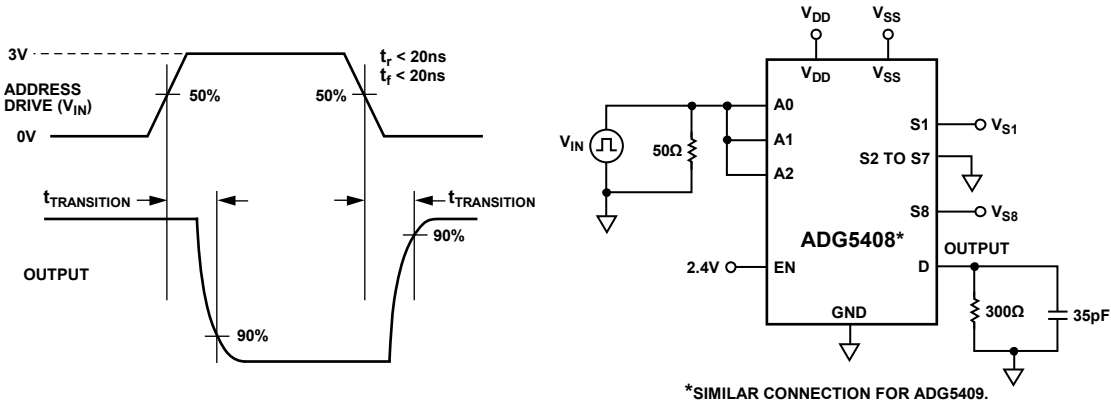 3V
ADDRESS
DRIVE (VIN)
0V
50%
50%
tr < 20ns
tf < 20ns
tTRANSITION
tTRANSITION
90%
90%
OUTPUT
VDD
VSS
VDD
VSS
VIN
50Ω
A0
A1
A2
S1
VS1
S2 TO S7
S8
VS8
ADG5408*
OUTPUT
2.4V
EN
D
GND
300Ω
35pF
*SIMILAR CONNECTION FOR ADG5409.